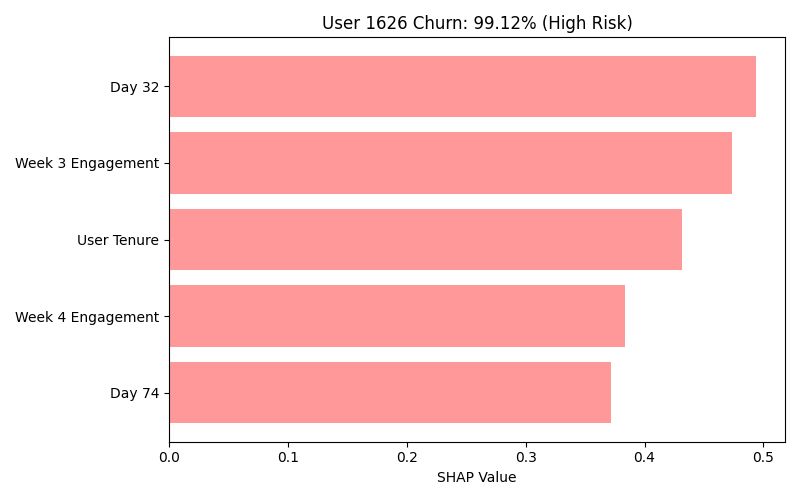 User 1626 Churn: 99.12% (High Risk)
Day 32
Week 3 Engagement
User Tenure
Week 4 Engagement
Day 74
0.0 0.1 0.2 0.3 0.4 0.5
SHAP Value